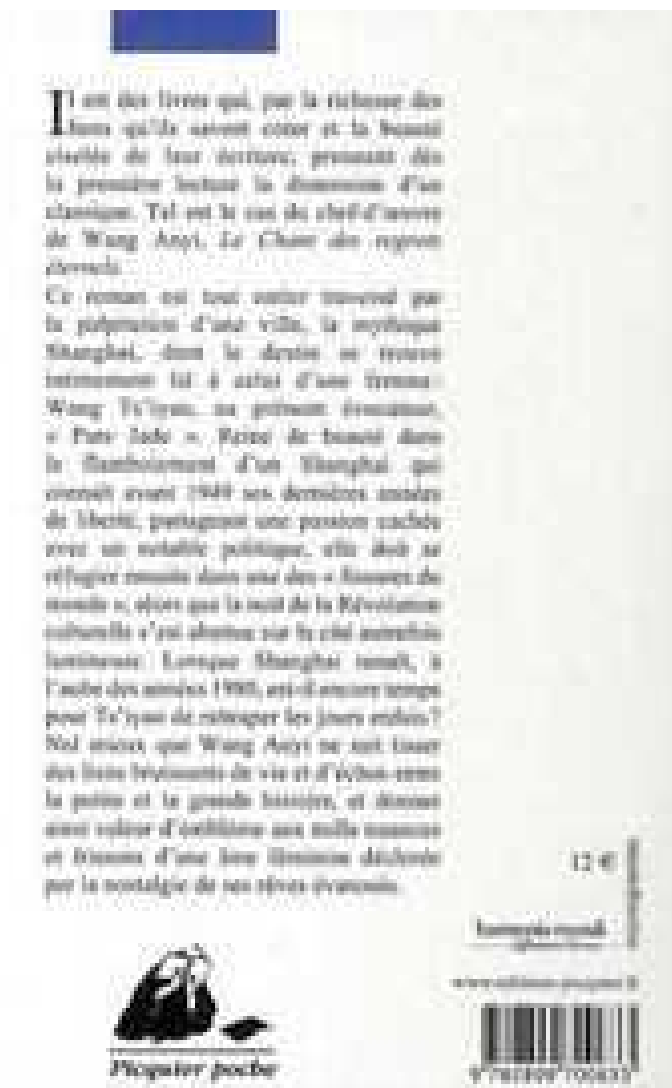 Il est des livres qui, par la richesse des
liens qu'ils savent créer et la beauté
ciselée de leur écriture, prennent dès
la première lecture la dimension d'un
classique. Tel est le cas du chef-d'œuvre
de Wang Anyi, Le Chant des regrets
éternels.
Ce roman est tout entier traversé par
la palpitation d'une ville, la mythique
Shanghai, dont le destin se trouve
intimement lié à celui d'une femme
Wang Ts'iyao, au prénom évocateur,
« Pure Jade ». Reine de beauté dans
le flamboiement d'un Shanghai qui
connaît avant 1949 ses dernières années
de liberté, partageant une passion cachée
avec un notable politique, elle doit se
réfugier ensuite dans une des « fissures du
monde », alors que la nuit de la Révolution
culturelle s'est abattue sur la cité autrefois
lumineuse. Lorsque Shanghai renaît, à
l'aube des années 1980, est-il encore temps
pour Ts'iyao de rattraper les jours enfuis ?
Nul mieux que Wang Anyi ne sait tisser
des liens bruissants de vie et d'échos entre
la petite et la grande histoire, et donner
ainsi valeur d'emblème aux mille nuances
et frissons d'une âme féminine déchirée
par la nostalgie de ses rêves évanouis.
12 €
www.editions-picquier.fr
Picquier poche